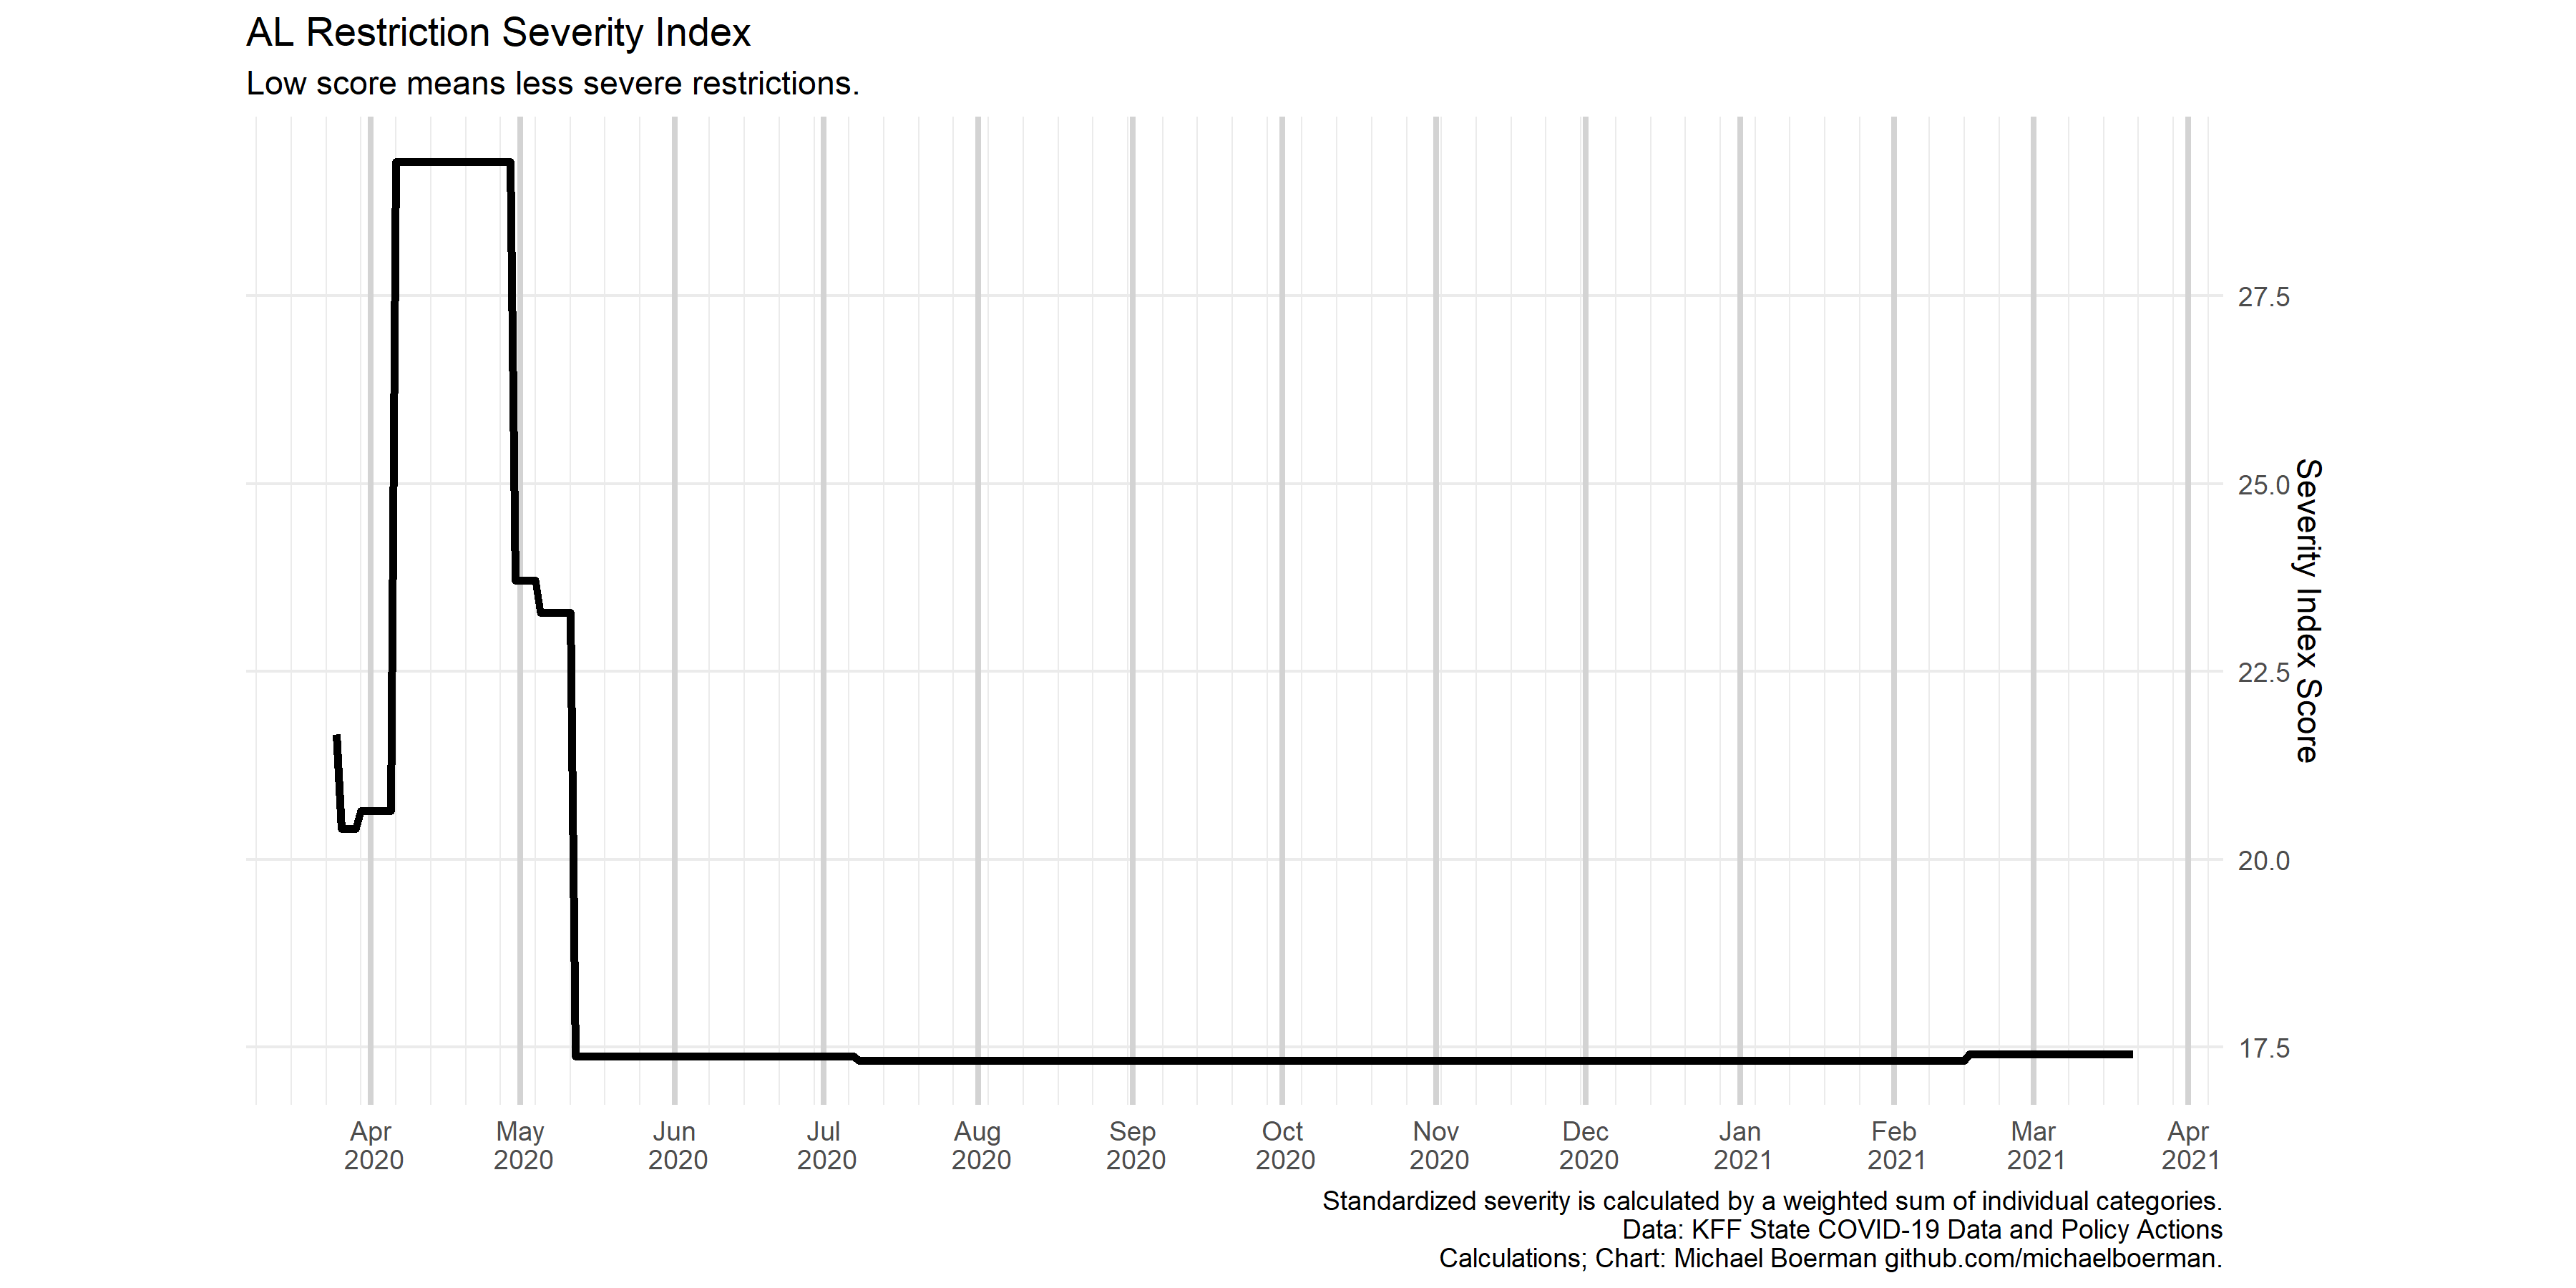 AL Restriction Severity Index
Low score means less severe restrictions.
27.5
25.0
22.5
20.0
17.5
Severity Index Score
Apr May Jun Jul Aug Sep Oct Nov Dec Jan Feb Mar Apr
2020 2020 2020 2020 2020 2020 2020 2020 2020 2021 2021 2021 2021
Standardized severity is calculated by a weighted sum of individual categories.
Data: KFF State COVID-19 Data and Policy Actions
Calculations; Chart: Michael Boerman github.com/michaelboerman.